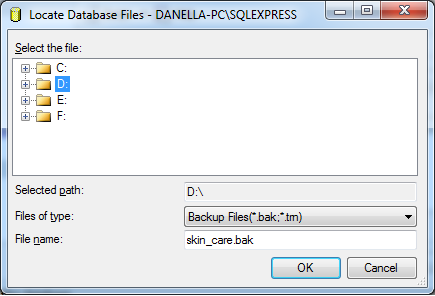 Locate Database Files - DANELLA-PC\SQLEXPRESS
Select the file:
C:
D:
E:
F:
Selected path: D:\
Files of type: Backup Files(*.bak;*.trn)
File name: skin_care.bak
OK Cancel